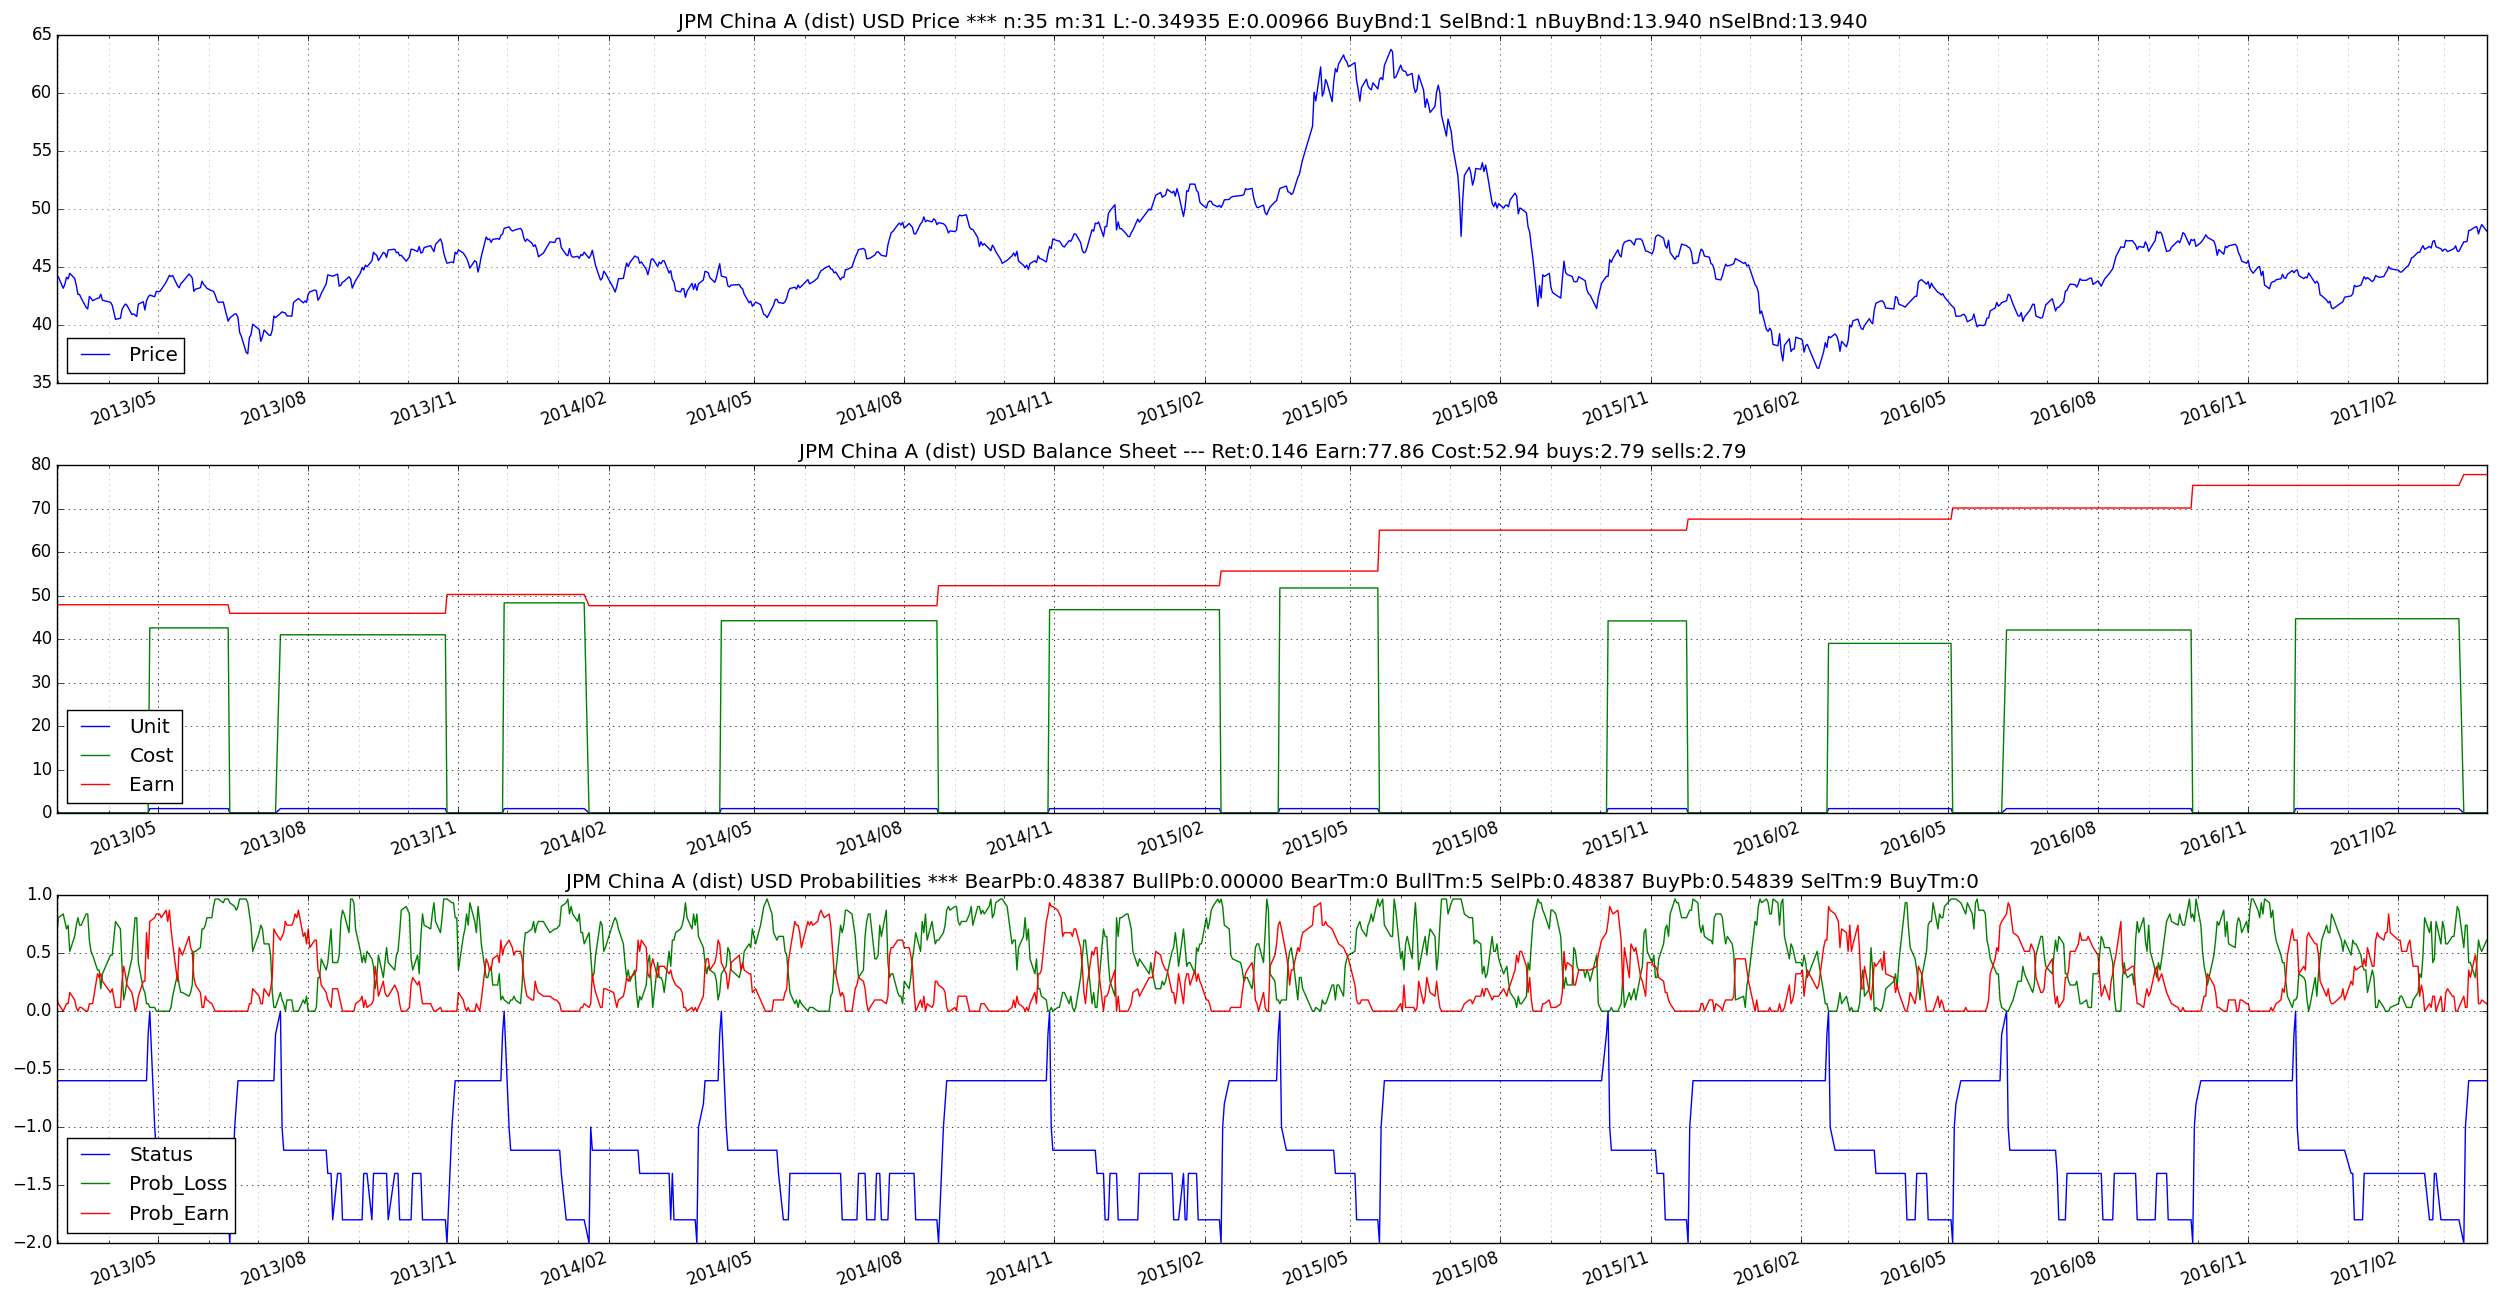 JPM China A (dist) USD Price *** n:35 m:31 L:-0.34935 E:0.00966 BuyBnd:1 SelBnd:1 nBuyBnd:13.940 nSelBnd:13.940
65
60
55
50
45
40
35
Price
2013/05 2013/08 2013/11 2014/02 2014/05 2014/08 2014/11 2015/02 2015/05 2015/08 2015/11 2016/02 2016/05 2016/08 2016/11 2017/02
JPM China A (dist) USD Balance Sheet --- Ret:0.146 Earn:77.86 Cost:52.94 buys:2.79 sells:2.79
80
70
60
50
40
30
20
10
0
Unit
Cost
Earn
2013/05 2013/08 2013/11 2014/02 2014/05 2014/08 2014/11 2015/02 2015/05 2015/08 2015/11 2016/02 2016/05 2016/08 2016/11 2017/02
JPM China A (dist) USD Probabilities *** BearPb:0.48387 BullPb:0.00000 BearTm:0 BullTm:5 SelPb:0.48387 BuyPb:0.54839 SelTm:9 BuyTm:0
1.0
0.5
0.0
−0.5
−1.0
−1.5
−2.0
Status
Prob_Loss
Prob_Earn
2013/05 2013/08 2013/11 2014/02 2014/05 2014/08 2014/11 2015/02 2015/05 2015/08 2015/11 2016/02 2016/05 2016/08 2016/11 2017/02